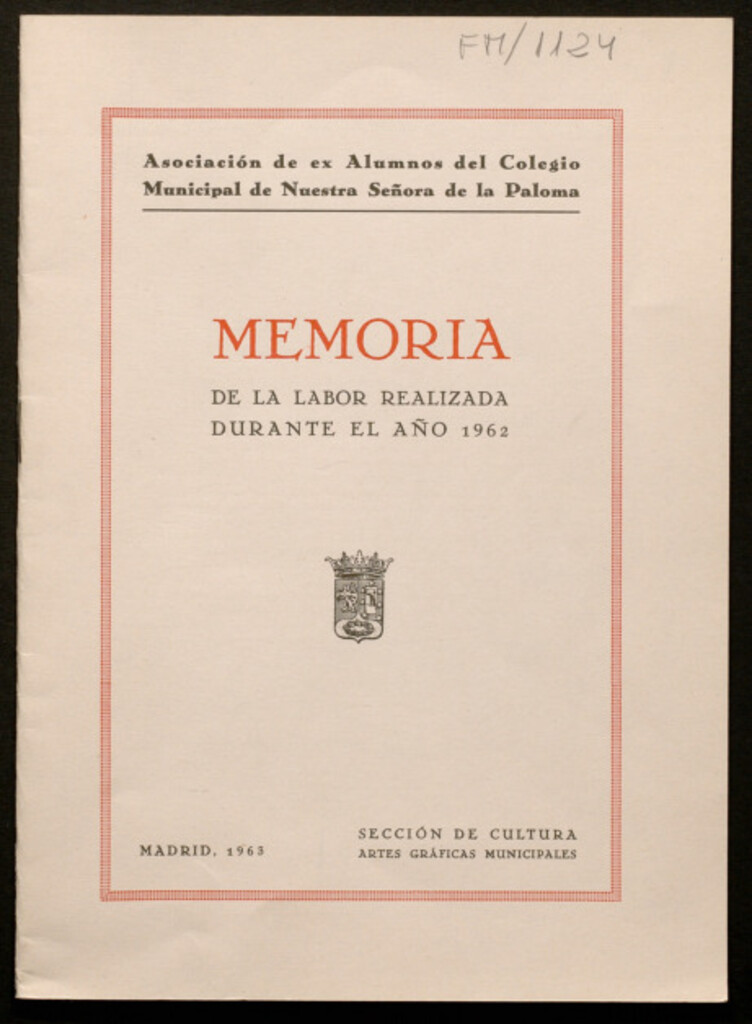 FM/1124
Asociación de ex Alumnos del Colegio
Municipal de Nuestra Señora de la Paloma
MEMORIA
DE LA LABOR REALIZADA
DURANTE EL AÑO 1962
MADRID, 1963
SECCIÓN DE CULTURA
ARTES GRÁFICAS MUNICIPALES